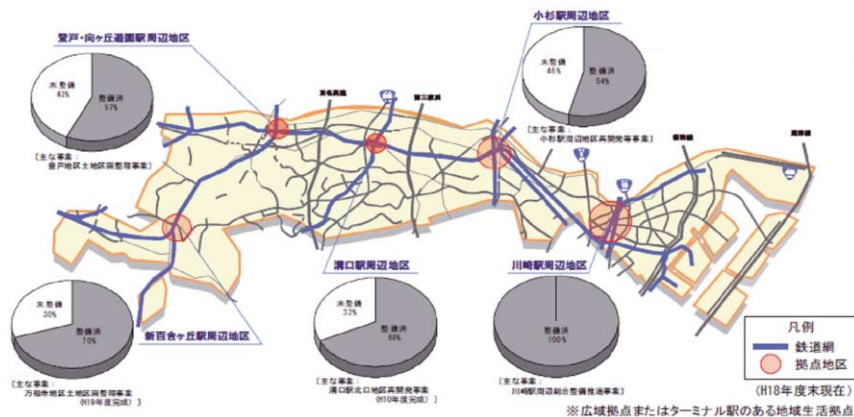 小杉駅周辺地区
登戸・向ヶ丘遊園駅周辺地区
未整備
43%
整備済
57%
未整備
46%
整備済
54%
東名高速
第三京浜
[主な事業:
登戸地区土地区画整理事業]
[主な事業:
小杉駅周辺地区再開発等事業]
横羽線
湾岸線
溝口駅周辺地区
川崎駅周辺地区
未整備
30%
整備済
70%
新百合ヶ丘駅周辺地区
未整備
32%
整備済
68%
整備済
100%
凡例
鉄道網
拠点地区
[主な事業:
万福寺地区土地区画整理事業
(H19年度完成)]
[主な事業:
溝口駅北口地区再開発事業
(H10年度完成)]
[主な事業:
川崎駅周辺総合整備推進事業]
(H18年度末現在)
※広域拠点またはターミナル駅のある地域生活拠点